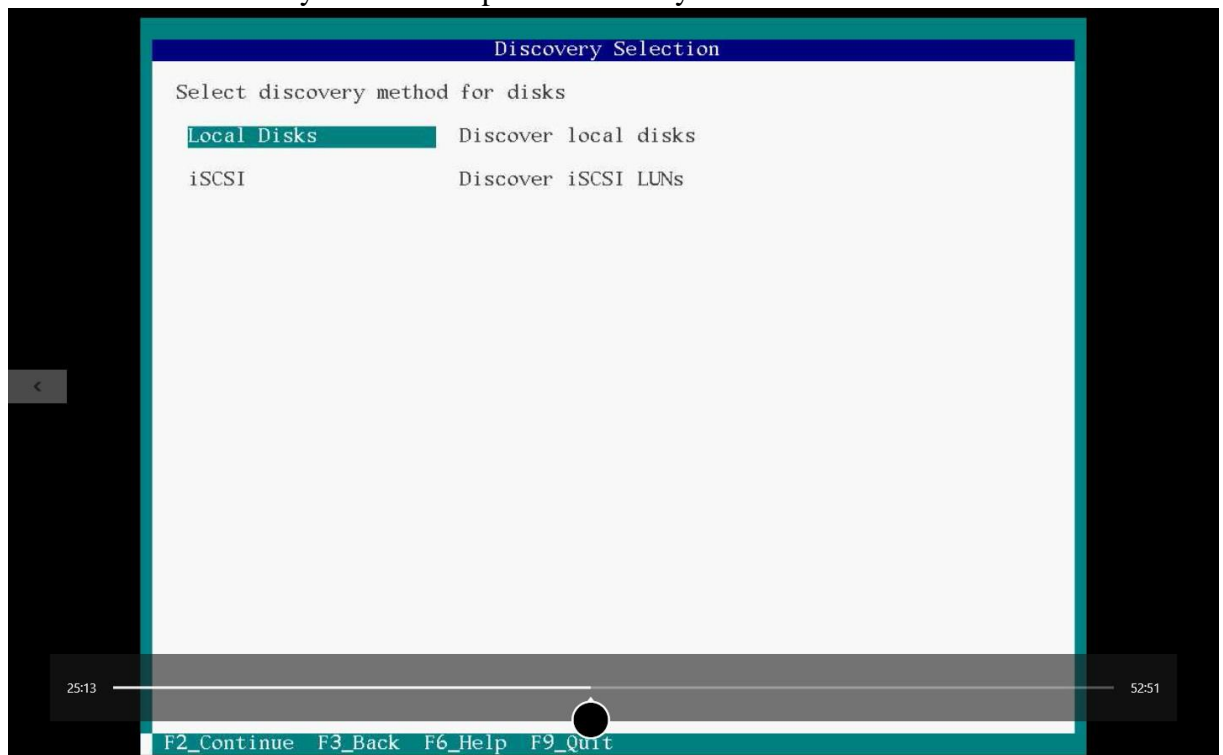 Discovery Selection
Select discovery method for disks
Local Disks Discover local disks
iSCSI Discover iSCSI LUNs
25:13 52:51
F2_Continue F3_Back F6_Help F9_Quit